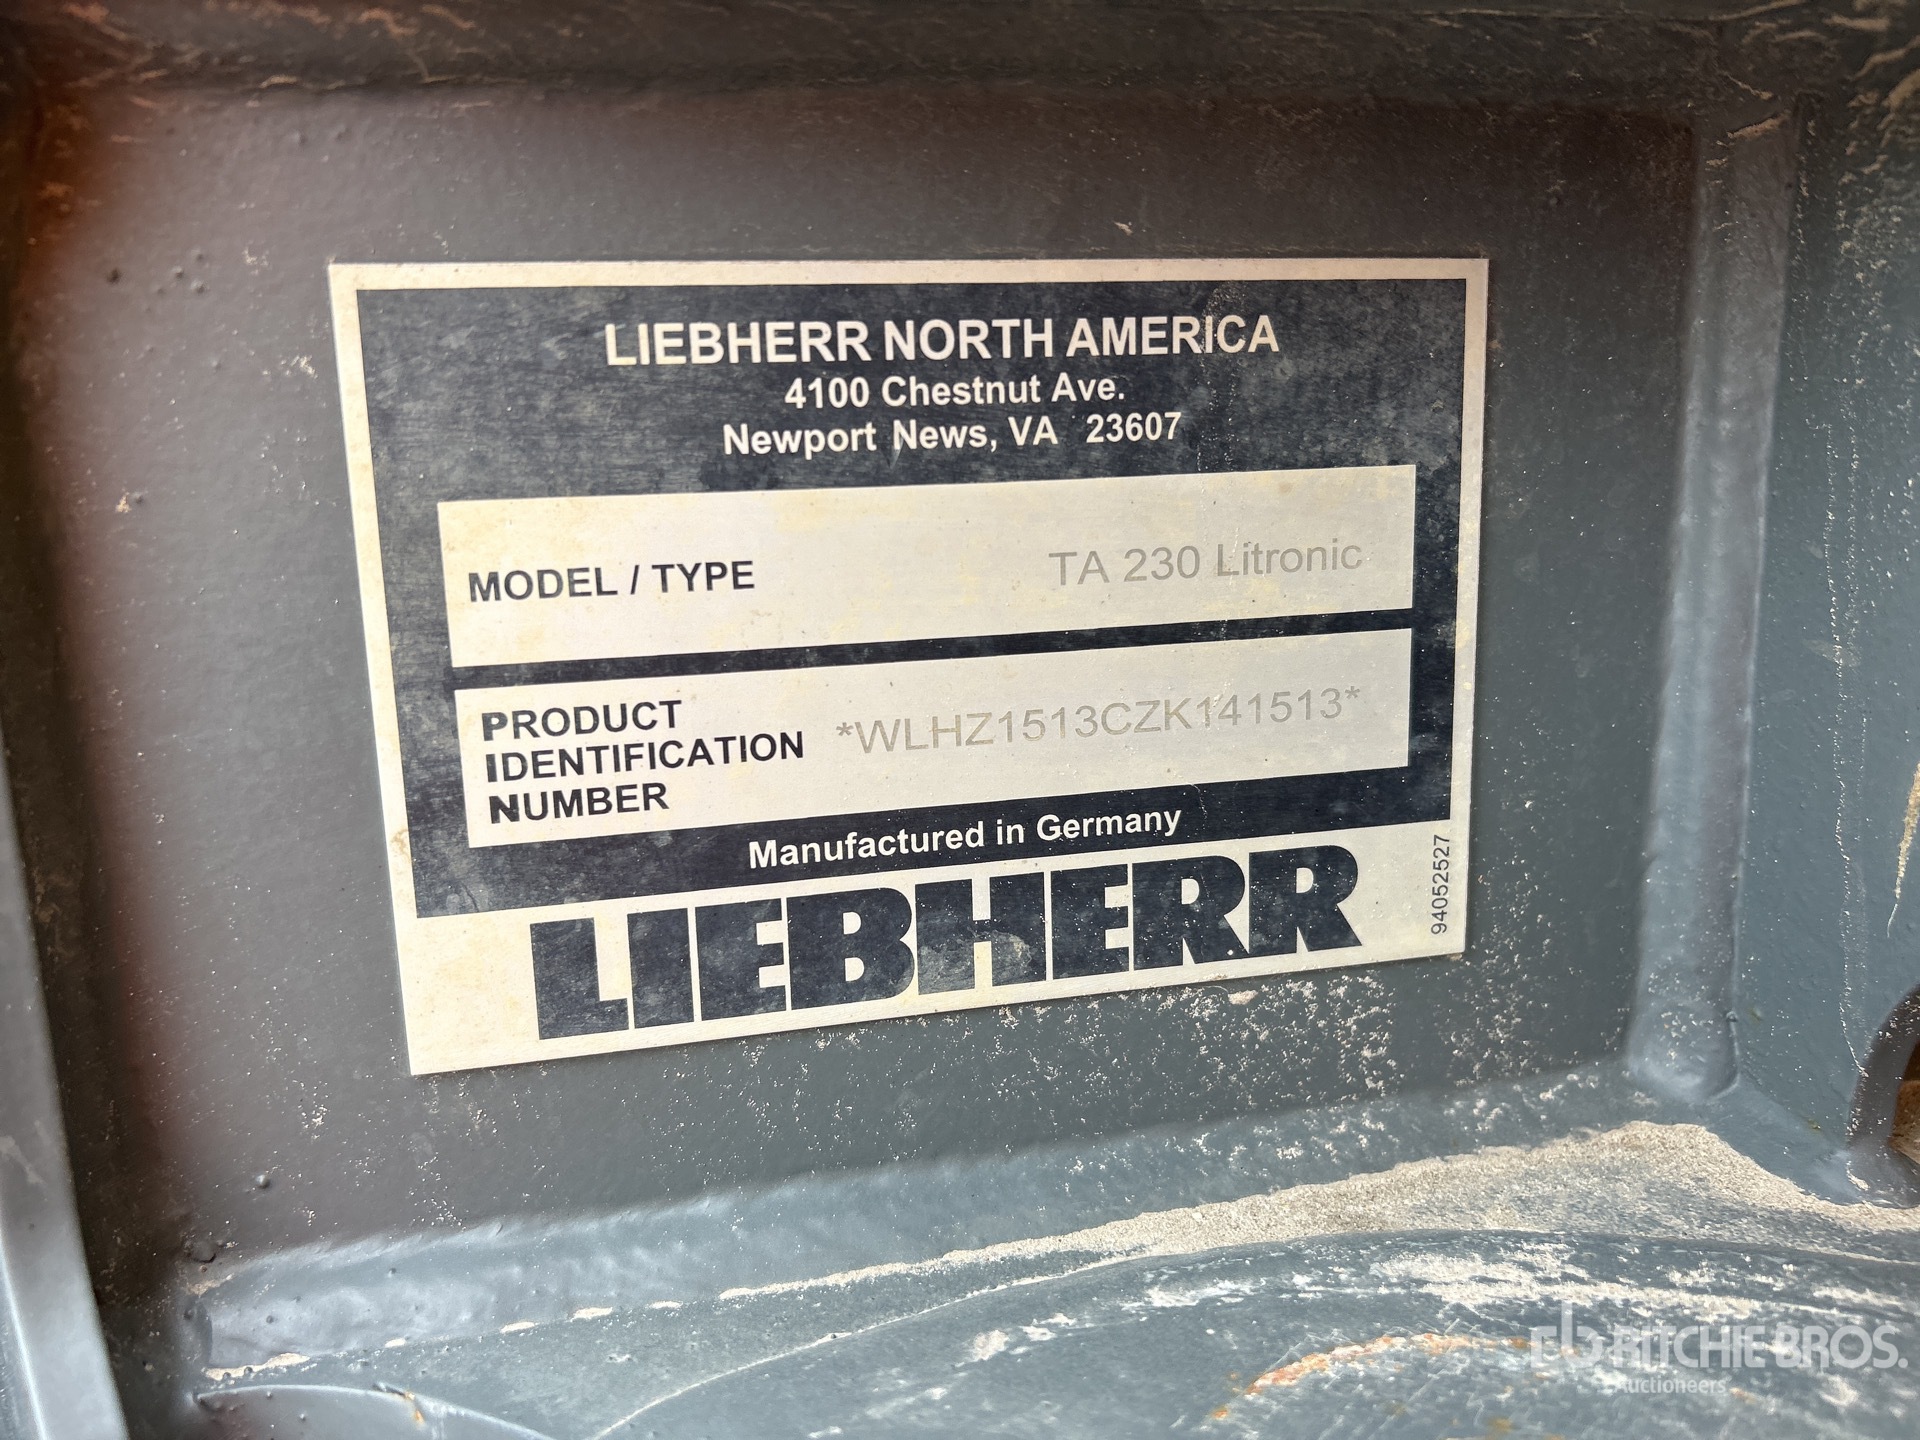 LIEBHERR NORTH AMERICA
4100 Chestnut Ave.
Newport News, VA 23607
MODEL / TYPE TA 230 Litronic
PRODUCT
IDENTIFICATION
NUMBER
*WLHZ1513CZK141513*
Manufactured in Germany
LIEBHERR
94052527
RITCHIE BROS.
Auctioneers